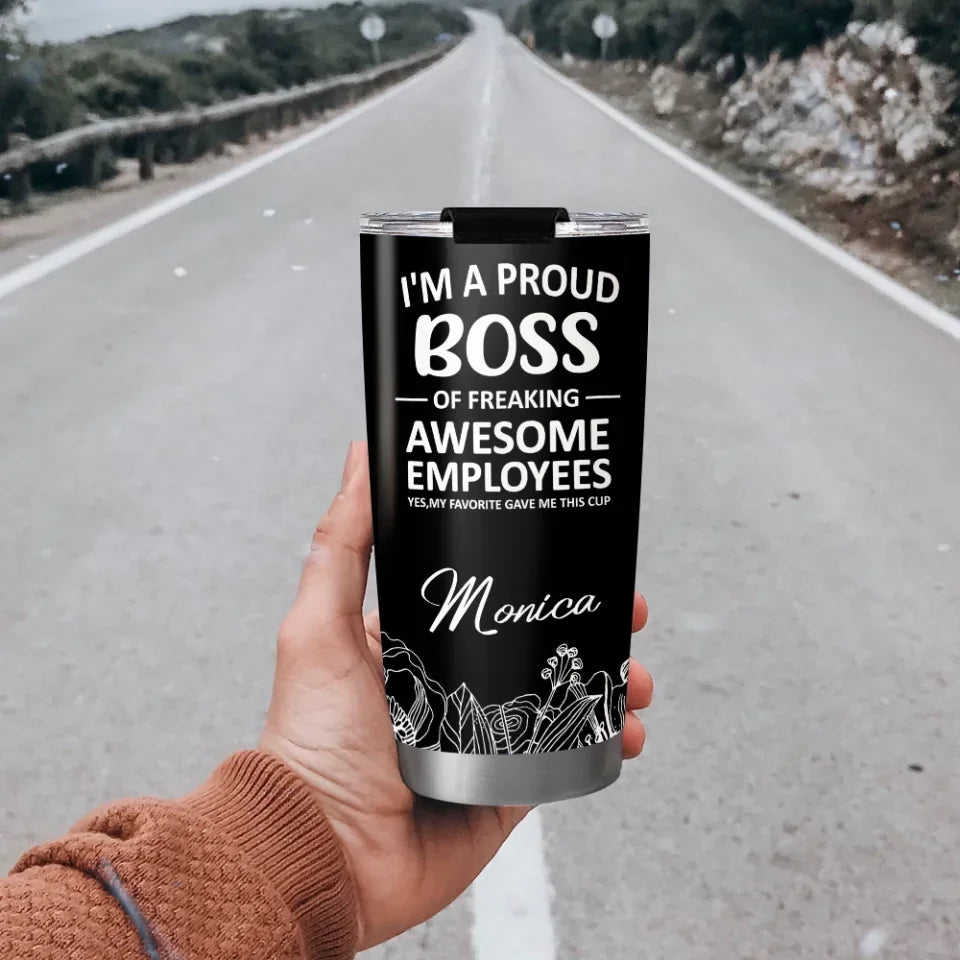 I'M A PROUD
BOSS
OF FREAKING
AWESOME
EMPLOYEES
YES,MY FAVORITE GAVE ME THIS CUP
Monica